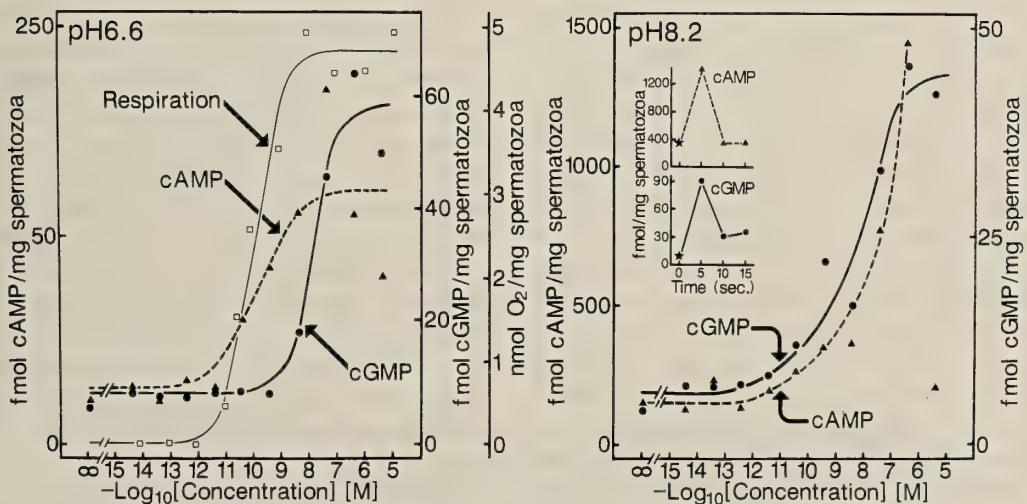 pH6.6
Respiration
cAMP
cGMP
fmol cAMP/mg spermatozoa
250
50
0
60
40
20
0
fmol cGMP/mg spermatozoa
5
4
3
2
1
0
nmol O₂/mg spermatozoa
∞ 15 14 13 12 11 10 9 8 7 6 5
−Log₁₀[Concentration] [M]
pH8.2
1500
1000
500
0
fmol cAMP/mg spermatozoa
cAMP
1200
800
400
0
cGMP
90
60
30
0
fmol/mg spermatozoa
0 5 10 15
Time (sec.)
cGMP
cAMP
50
25
0
fmol cGMP/mg spermatozoa
∞ 15 14 13 12 11 10 9 8 7 6 5
−Log₁₀[Concentration] [M]